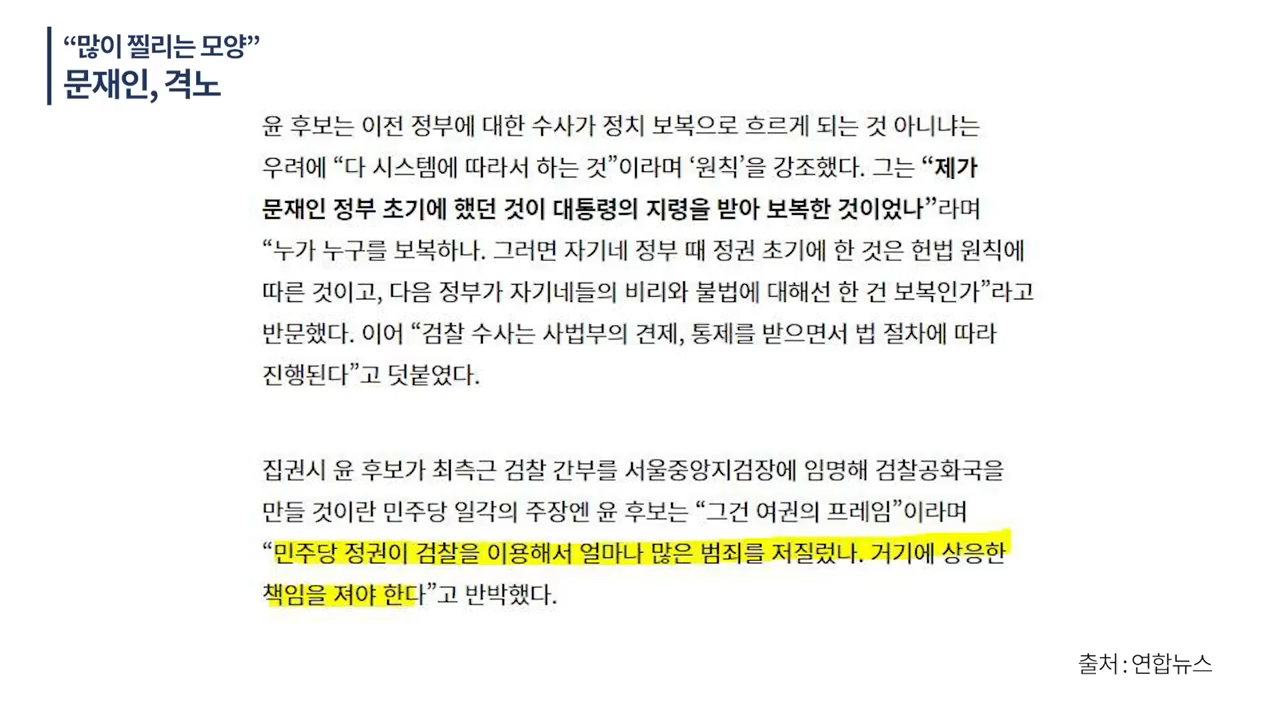 “많이 찔리는 모양”
문재인, 격노
윤 후보는 이전 정부에 대한 수사가 정치 보복으로 흐르게 되는 것 아니냐는
우려에 “다 시스템에 따라서 하는 것”이라며 ‘원칙’을 강조했다. 그는 “제가
문재인 정부 초기에 했던 것이 대통령의 지령을 받아 보복한 것이었나”라며
“누가 누구를 보복하나. 그러면 자기네 정부 때 정권 초기에 한 것은 헌법 원칙에
따른 것이고, 다음 정부가 자기네들의 비리와 불법에 대해선 한 건 보복인가”라고
반문했다. 이어 “검찰 수사는 사법부의 견제, 통제를 받으면서 법 절차에 따라
진행된다”고 덧붙였다.
집권시 윤 후보가 최측근 검찰 간부를 서울중앙지검장에 임명해 검찰공화국을
만들 것이란 민주당 일각의 주장엔 윤 후보는 “그건 여권의 프레임”이라며
“민주당 정권이 검찰을 이용해서 얼마나 많은 범죄를 저질렀나. 거기에 상응한
책임을 져야 한다”고 반박했다.
출처 : 연합뉴스